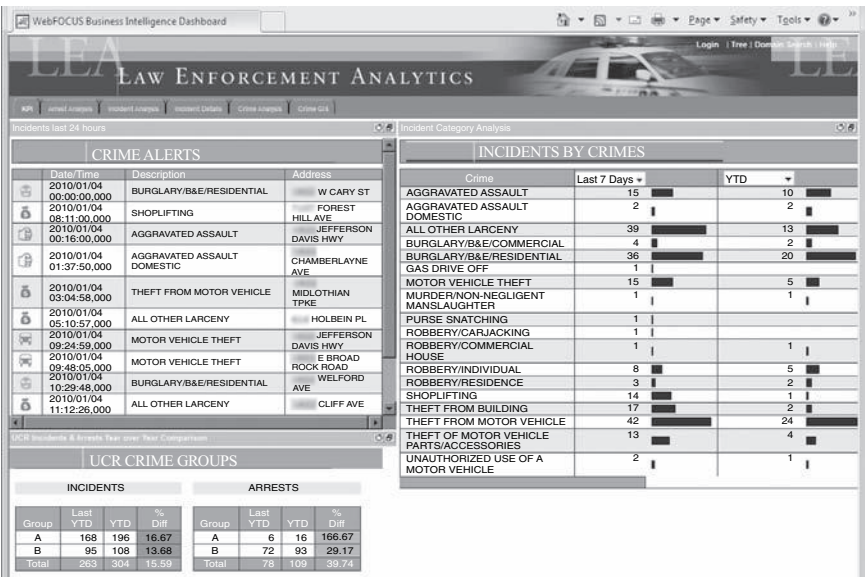 WebFOCUS Business Intelligence Dashboard
Page Safety Tools
Login | Tree | Domain Search | Help
LEA LAW ENFORCEMENT ANALYTICS LE
KPI Arrest Analysis Incident Analysis Incident Details Crime Analysis Crime GIS
Incidents last 24 hours
CRIME ALERTS
Date/Time Description Address
2010/01/04 00:00:00,000 BURGLARY/B&E/RESIDENTIAL W CARY ST
2010/01/04 08:11:00,000 SHOPLIFTING FOREST HILL AVE
2010/01/04 00:16:00,000 AGGRAVATED ASSAULT JEFFERSON DAVIS HWY
2010/01/04 01:37:50,000 AGGRAVATED ASSAULT DOMESTIC CHAMBERLAYNE AVE
2010/01/04 03:04:58,000 THEFT FROM MOTOR VEHICLE MIDLOTHIAN TPKE
2010/01/04 05:10:57,000 ALL OTHER LARCENY HOLBEIN PL
2010/01/04 09:24:59,000 MOTOR VEHICLE THEFT JEFFERSON DAVIS HWY
2010/01/04 09:48:05,000 MOTOR VEHICLE THEFT E BROAD ROCK ROAD
2010/01/04 10:29:48,000 BURGLARY/B&E/RESIDENTIAL WELFORD AVE
2010/01/04 11:12:26,000 ALL OTHER LARCENY CLIFF AVE
UCR Incidents & Arrests Year over Year Comparison
UCR CRIME GROUPS
INCIDENTS
Group Last YTD YTD % Diff
A 168 196 16.67
B 95 108 13.68
Total 263 304 15.59
ARRESTS
Group Last YTD YTD % Diff
A 6 16 166.67
B 72 93 29.17
Total 78 109 39.74
Incident Category Analysis
INCIDENTS BY CRIMES
Crime Last 7 Days YTD
AGGRAVATED ASSAULT 15 10
AGGRAVATED ASSAULT DOMESTIC 2 2
ALL OTHER LARCENY 39 13
BURGLARY/B&E/COMMERCIAL 4 2
BURGLARY/B&E/RESIDENTIAL 36 20
GAS DRIVE OFF 1
MOTOR VEHICLE THEFT 15 5
MURDER/NON-NEGLIGENT MANSLAUGHTER 1 1
PURSE SNATCHING 1
ROBBERY/CARJACKING 1
ROBBERY/COMMERCIAL HOUSE 1 1
ROBBERY/INDIVIDUAL 8 5
ROBBERY/RESIDENCE 3 2
SHOPLIFTING 14 1
THEFT FROM BUILDING 17 2
THEFT FROM MOTOR VEHICLE 42 24
THEFT OF MOTOR VEHICLE PARTS/ACCESSORIES 13 4
UNAUTHORIZED USE OF A MOTOR VEHICLE 2 1